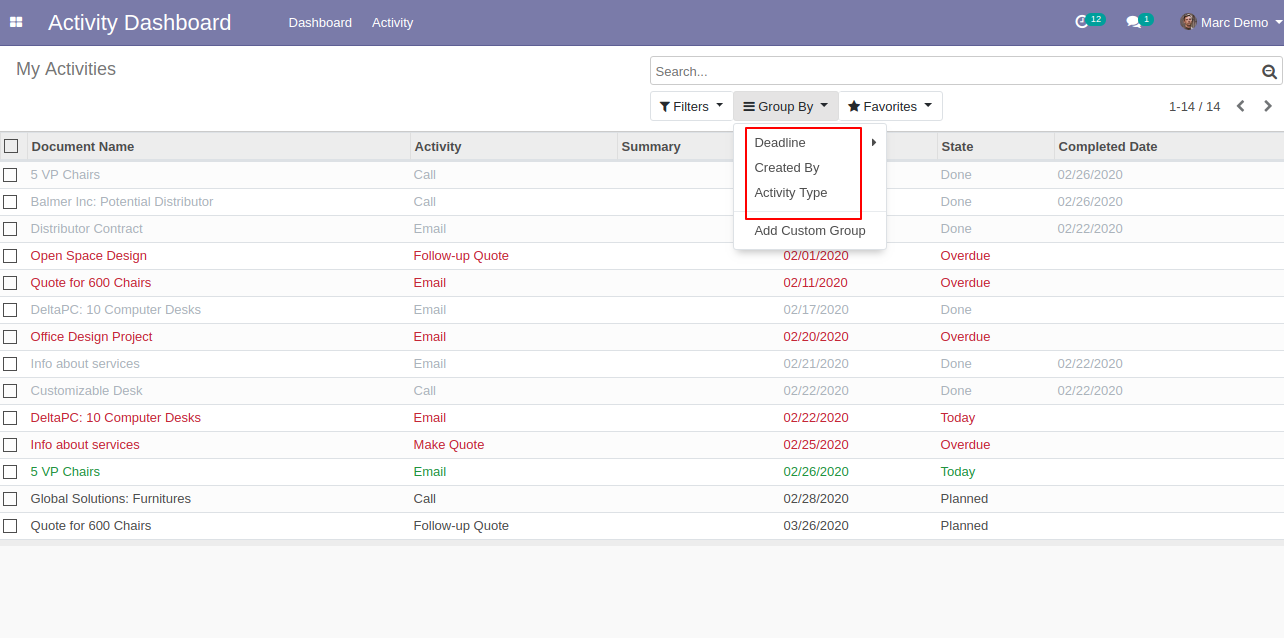 Activity Dashboard Dashboard Activity 12 1 Marc Demo
My Activities
Search...
Filters Group By Favorites 1-14 / 14
Deadline
Created By
Activity Type
Add Custom Group
Document Name Activity Summary State Completed Date
5 VP Chairs Call Done 02/26/2020
Balmer Inc: Potential Distributor Call Done 02/26/2020
Distributor Contract Email Done 02/22/2020
Open Space Design Follow-up Quote 02/01/2020 Overdue
Quote for 600 Chairs Email 02/11/2020 Overdue
DeltaPC: 10 Computer Desks Email 02/17/2020 Done
Office Design Project Email 02/20/2020 Overdue
Info about services Email 02/21/2020 Done 02/22/2020
Customizable Desk Call 02/22/2020 Done 02/22/2020
DeltaPC: 10 Computer Desks Email 02/22/2020 Today
Info about services Make Quote 02/25/2020 Overdue
5 VP Chairs Email 02/26/2020 Today
Global Solutions: Furnitures Call 02/28/2020 Planned
Quote for 600 Chairs Follow-up Quote 03/26/2020 Planned